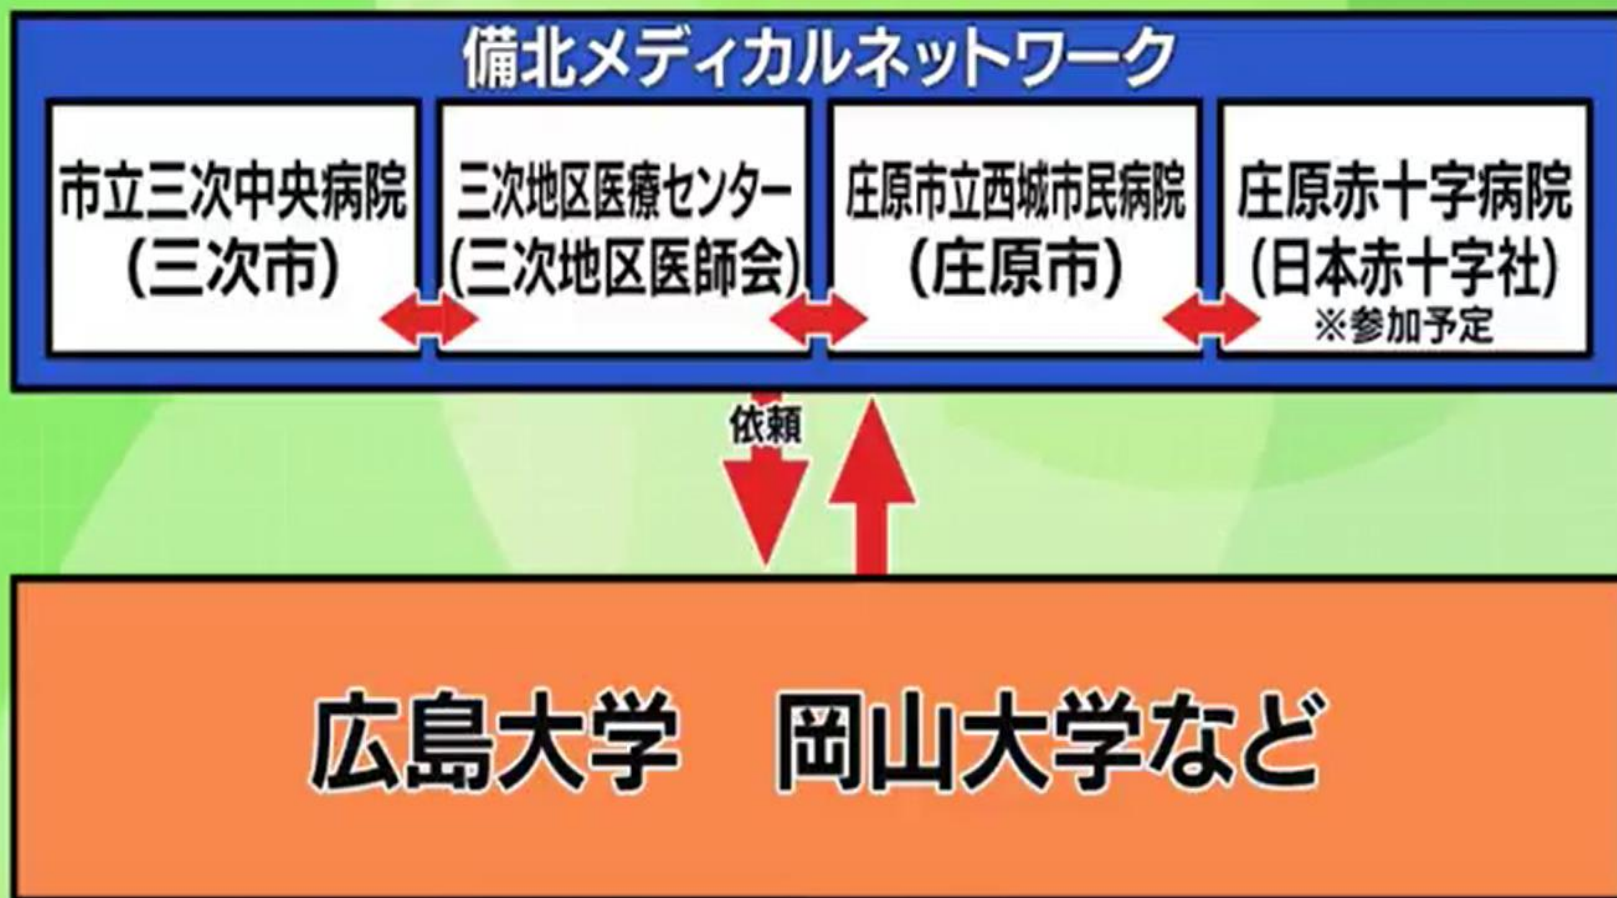 備北メディカルネットワーク
市立三次中央病院
(三次市)
三次地区医療センター
(三次地区医師会)
庄原市立西城市民病院
(庄原市)
庄原赤十字病院
(日本赤十字社)
※参加予定
依頼
広島大学　岡山大学など